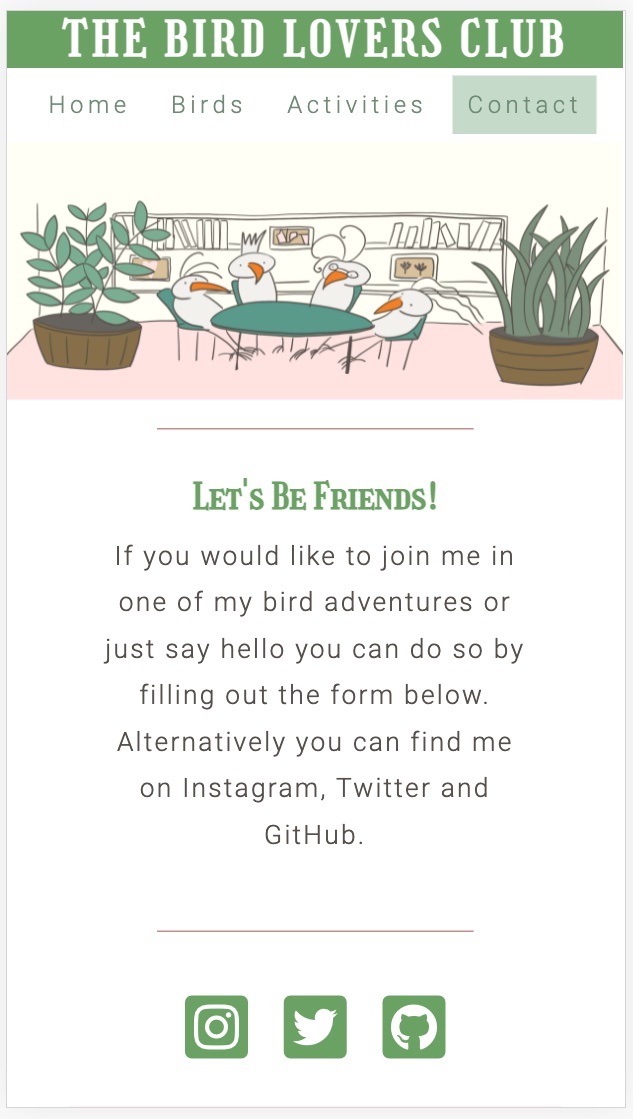 THE BIRD LOVERS CLUB
Home Birds Activities Contact
Let's Be Friends!
If you would like to join me in
one of my bird adventures or
just say hello you can do so by
filling out the form below.
Alternatively you can find me
on Instagram, Twitter and
GitHub.